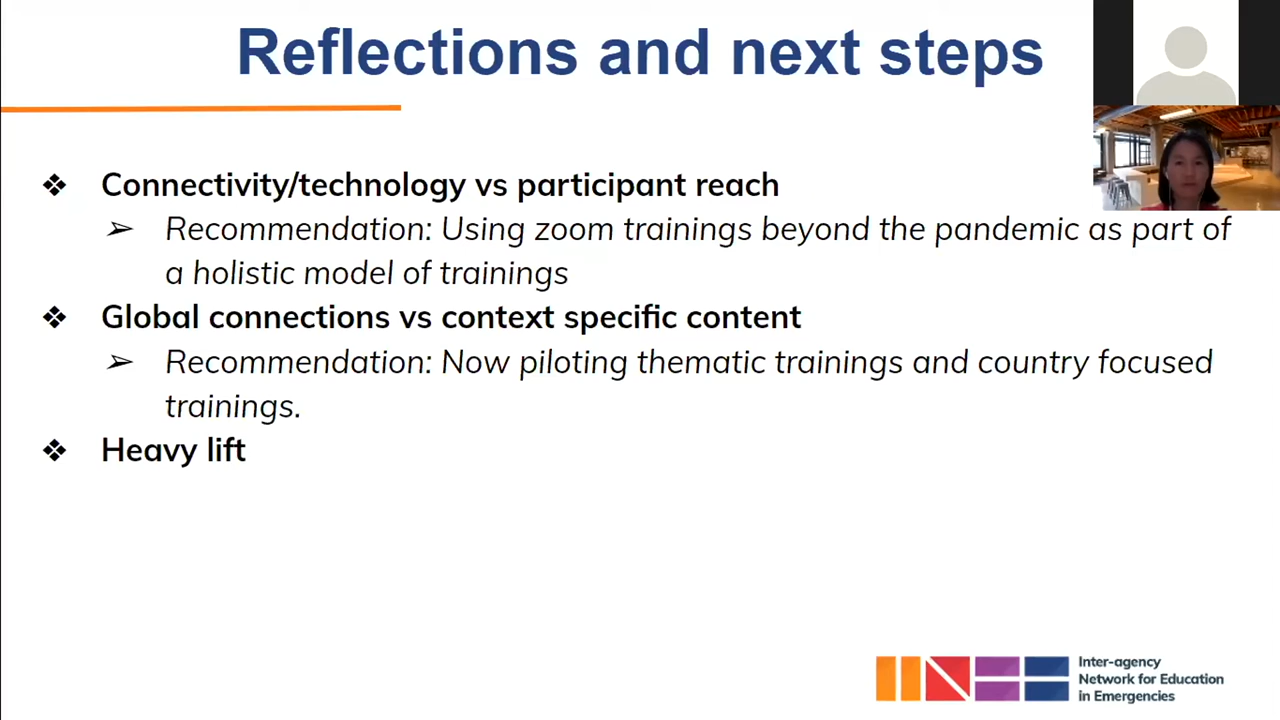 Reflections and next steps
❖ Connectivity/technology vs participant reach
➢ Recommendation: Using zoom trainings beyond the pandemic as part of
a holistic model of trainings
❖ Global connections vs context specific content
➢ Recommendation: Now piloting thematic trainings and country focused
trainings.
❖ Heavy lift
INEE
Inter-agency
Network for Education
in Emergencies